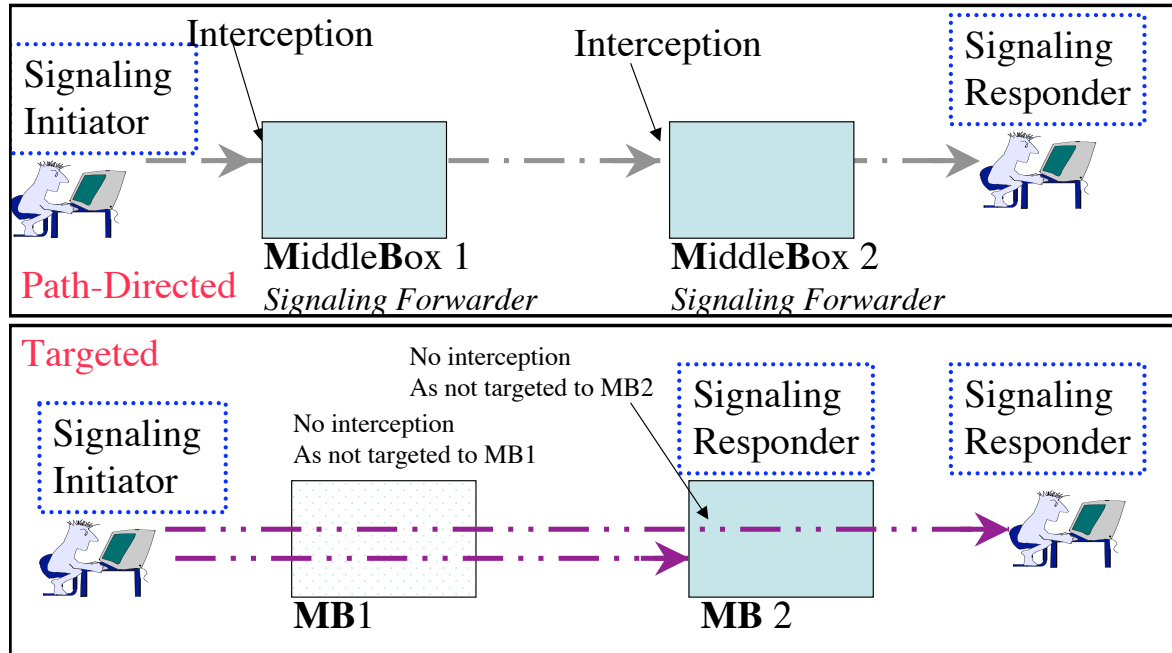 Interception
Signaling
Initiator
Interception
Signaling
Responder
MiddleBox 1
Signaling Forwarder
MiddleBox 2
Signaling Forwarder
Path-Directed
Targeted
Signaling
Initiator
No interception
As not targeted to MB1
No interception
As not targeted to MB2
Signaling
Responder
Signaling
Responder
MB1
MB 2